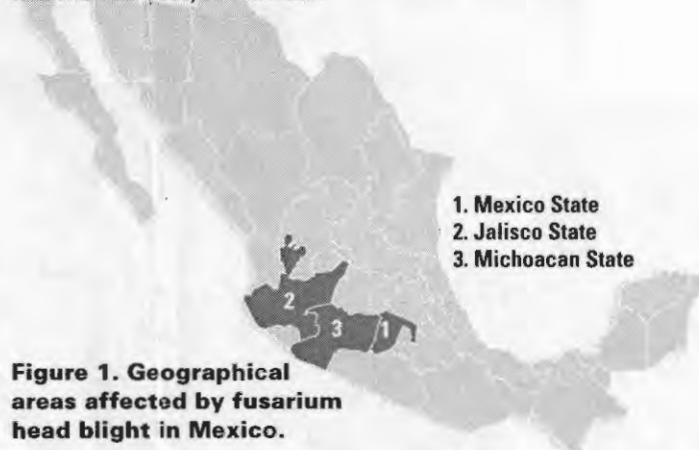 1. Mexico State
2. Jalisco State
3. Michoacan State
2
3
1
Figure 1. Geographical
areas affected by fusarium
head blight in Mexico.